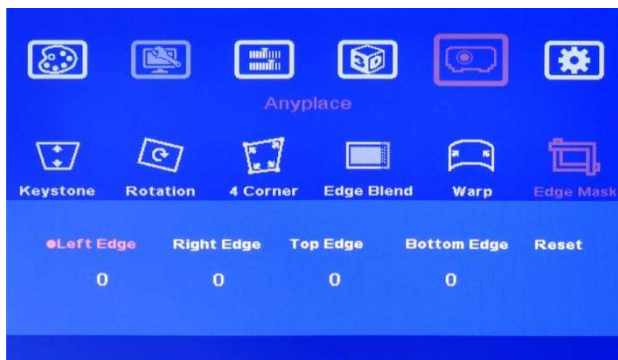 3D
Anyplace
Keystone Rotation 4 Corner Edge Blend Warp Edge Mask
Left Edge Right Edge Top Edge Bottom Edge Reset
0 0 0 0